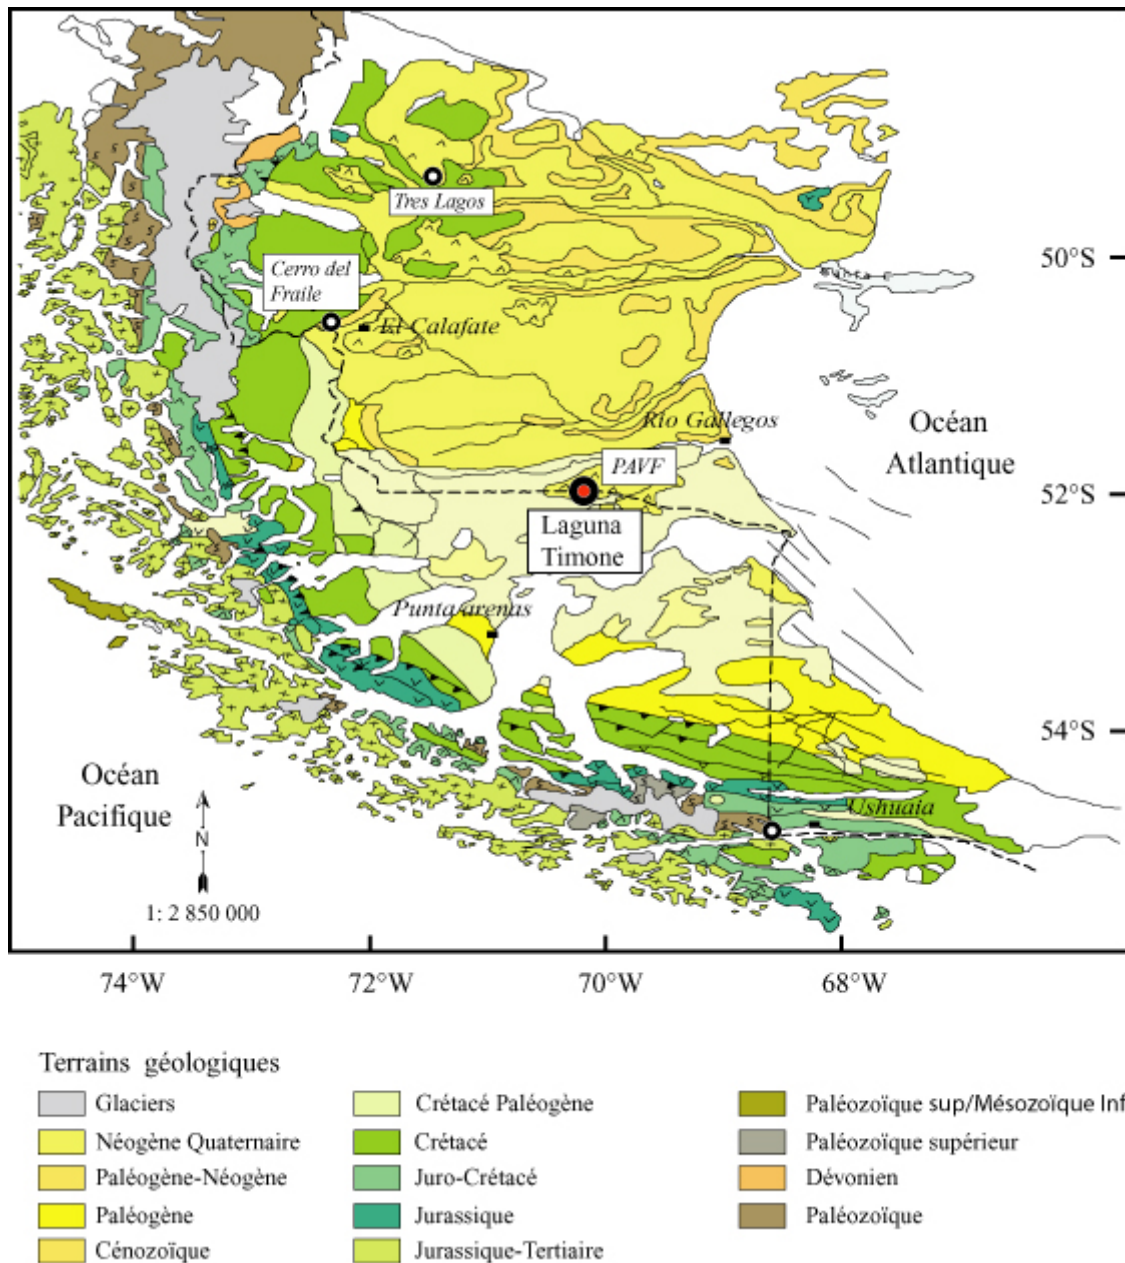 Tres Lagos
Cerro del
Fraile
El Calafate
50°S
Río Gallegos
Océan
Atlantique
PAVF
52°S
Laguna
Timone
Punta arenas
54°S
Océan
Pacifique
Ushuaia
N
1: 2 850 000
74°W
72°W
70°W
68°W
Terrains géologiques
Glaciers
Néogène Quaternaire
Paléogène-Néogène
Paléogène
Cénozoïque
Crétacé Paléogène
Crétacé
Juro-Crétacé
Jurassique
Jurassique-Tertiaire
Paléozoïque sup/Mésozoïque Inf
Paléozoïque supérieur
Dévonien
Paléozoïque